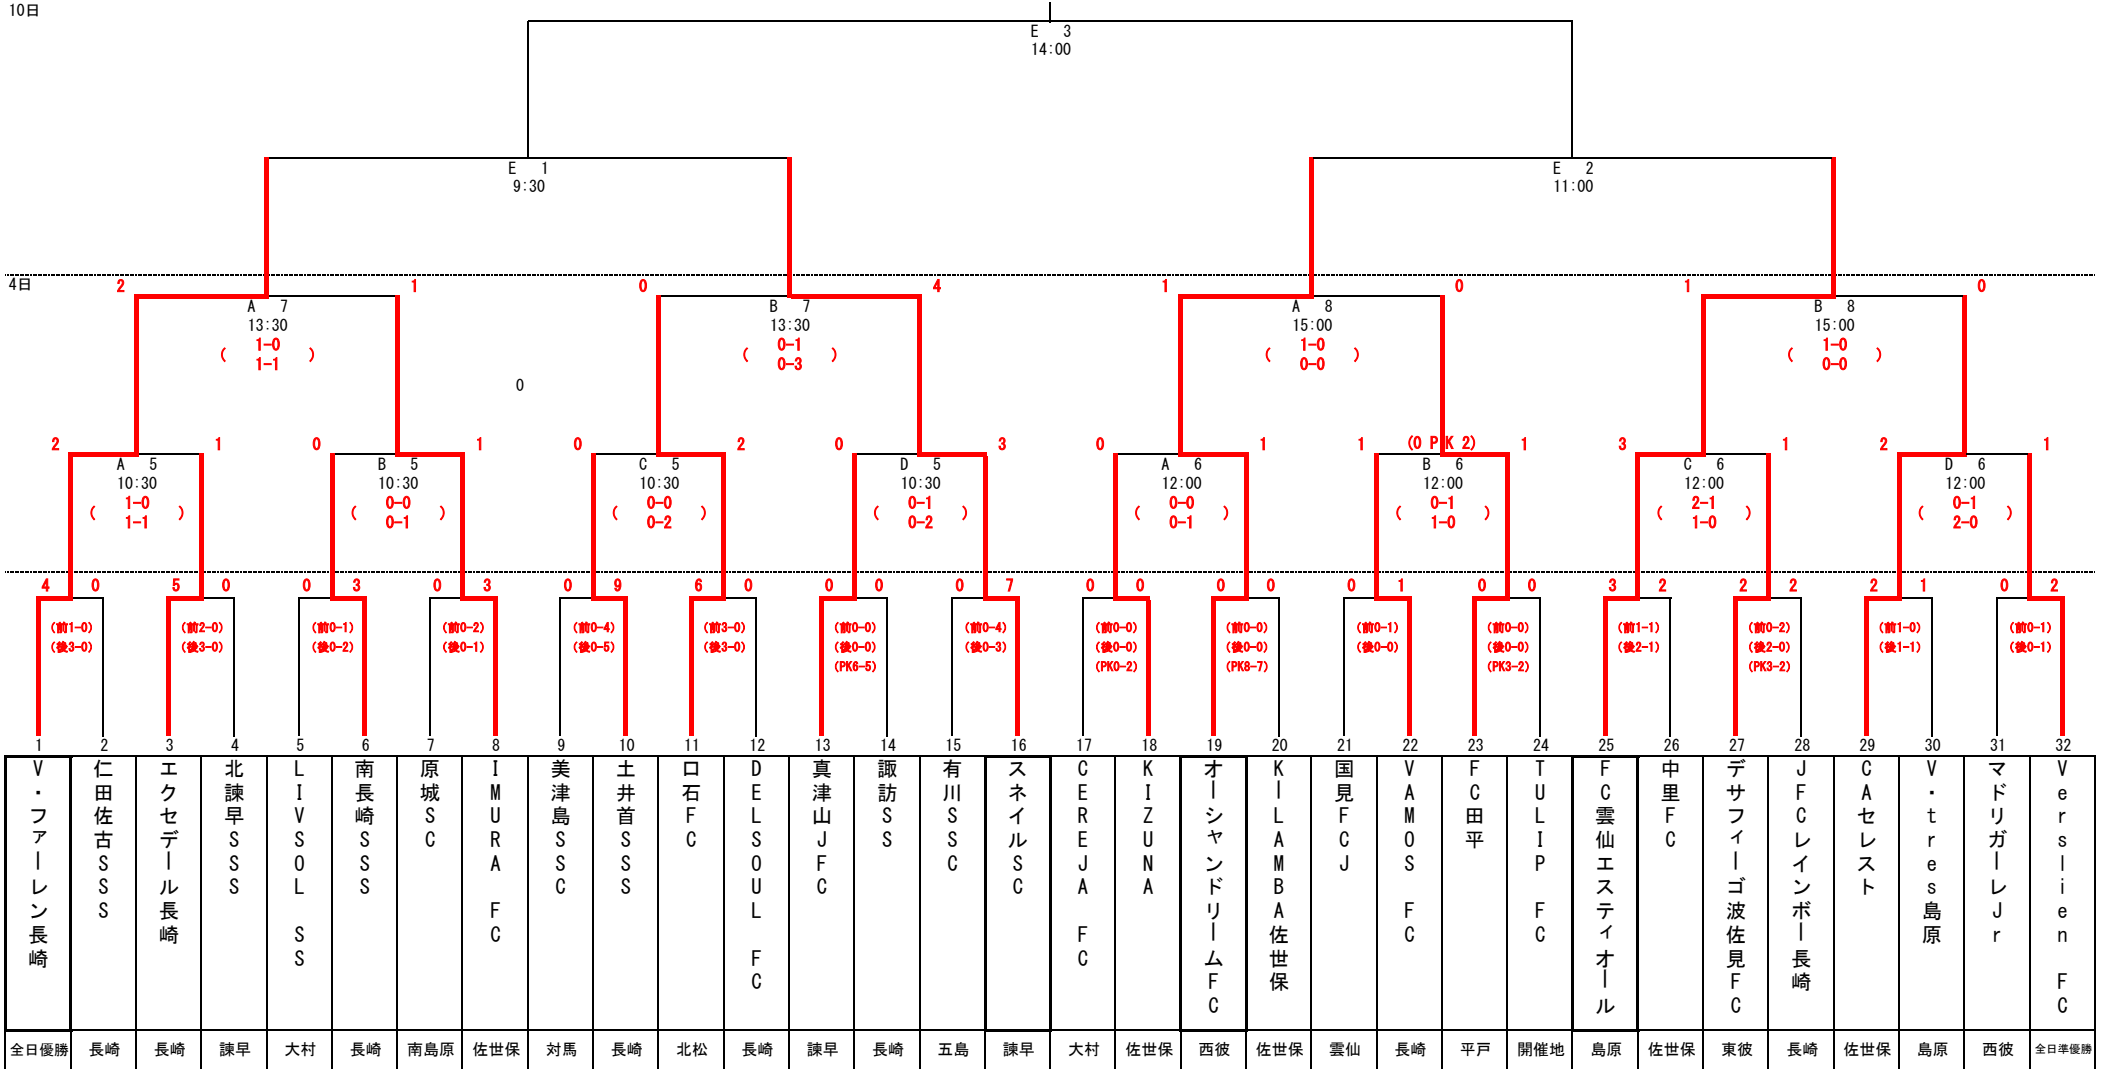 10日
E 3
14:00
E 1
9:30
E 2
11:00
4日
2 1 0 4 1 0 1 0
A 7 B 7 A 8 B 8
13:30 13:30 15:00 15:00
1-0 0-1 1-0 1-0
( ) ( ) ( ) ( )
1-1 0-3 0-0 0-0
0
2 1 0 1 0 2 0 3 0 1 1 (0 PK 2) 1 3 1 2 1
A 5 B 5 C 5 D 5 A 6 B 6 C 6 D 6
10:30 10:30 10:30 10:30 12:00 12:00 12:00 12:00
1-0 0-0 0-0 0-1 0-0 0-1 2-1 0-1
( ) ( ) ( ) ( ) ( ) ( ) ( ) ( )
1-1 0-1 0-2 0-2 0-1 1-0 1-0 2-0
4 0 5 0 0 3 0 3 0 9 6 0 0 0 0 7 0 0 0 0 0 1 0 0 3 2 2 2 2 1 0 2
(前1-0) (前2-0) (前0-1) (前0-2) (前0-4) (前3-0) (前0-0) (前0-4) (前0-0) (前0-0) (前0-1) (前0-0) (前1-1) (前0-2) (前1-0) (前0-1)
(後3-0) (後3-0) (後0-2) (後0-1) (後0-5) (後3-0) (後0-0) (後0-3) (後0-0) (後0-0) (後0-0) (後0-0) (後2-1) (後2-0) (後1-1) (後0-1)
(PK6-5) (PK0-2) (PK8-7) (PK3-2) (PK3-2)
1 2 3 4 5 6 7 8 9 10 11 12 13 14 15 16 17 18 19 20 21 22 23 24 25 26 27 28 29 30 31 32
V・ファーレン長崎
仁田佐古SSS
エクセデール長崎
北諫早SSS
LIVSOL SS
南長崎SSS
原城SC
IMURA FC
美津島SSC
土井首SSS
口石FC
DELSOUL FC
真津山JFC
諏訪SS
有川SSC
スネイルSC
CEREJA FC
KIZUNA
オーシャンドリームFC
KILAMBA佐世保
国見FCJ
VAMOS FC
FC田平
TULIP FC
FC雲仙エスティオール
中里FC
デサフィーゴ波佐見FC
JFCレインボー長崎
CAセレスト
V・tres島原
マドリガーレJr
Verslien FC
全日優勝 長崎 長崎 諫早 大村 長崎 南島原 佐世保 対馬 長崎 北松 長崎 諫早 長崎 五島 諫早 大村 佐世保 西彼 佐世保 雲仙 長崎 平戸 開催地 島原 佐世保 東彼 長崎 佐世保 島原 西彼 全日準優勝